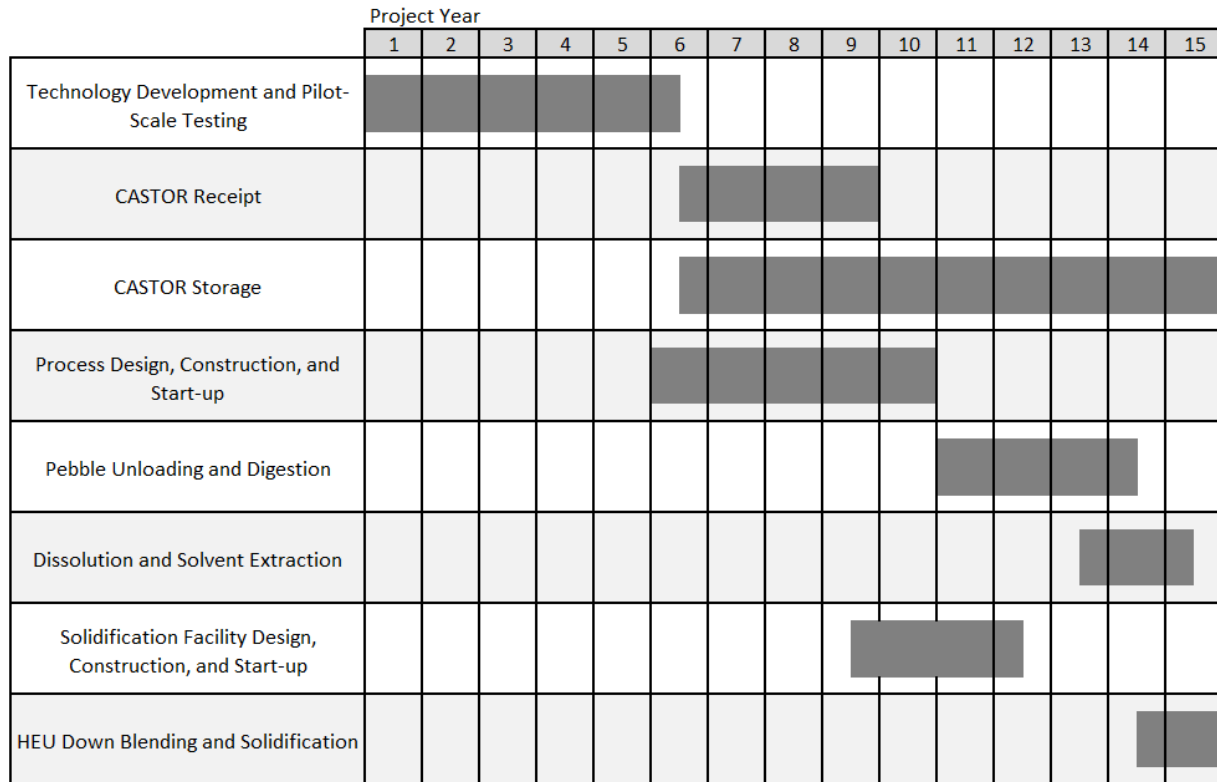 Project Year
1 2 3 4 5 6 7 8 9 10 11 12 13 14 15
Technology Development and Pilot-
Scale Testing
CASTOR Receipt
CASTOR Storage
Process Design, Construction, and
Start-up
Pebble Unloading and Digestion
Dissolution and Solvent Extraction
Solidification Facility Design,
Construction, and Start-up
HEU Down Blending and Solidification